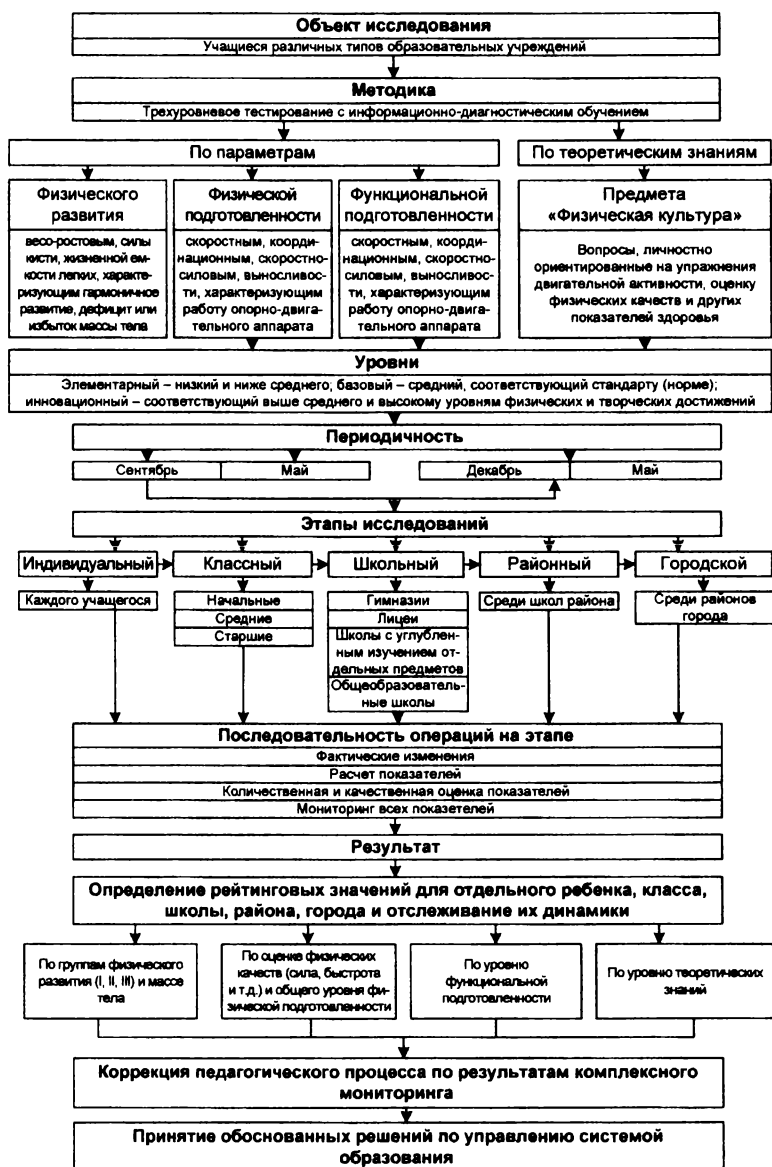 Объект исследования
Учащиеся различных типов образовательных учреждений
Методика
Трехуровневое тестирование с информационно-диагностическим обучением
По параметрам
По теоретическим знаниям
Физического
развития
весо-ростовым, силы
кисти, жизненной ем-
кости легких, характе-
ризующим гармоничное
развитие, дефицит или
избыток массы тела
Физической
подготовленности
скоростным, коорди-
национным, скоростно-
силовым, выносливос-
ти, характеризующим
работу опорно-двига-
тельного аппарата
Функциональной
подготовленности
скоростным, коорди-
национным, скоростно-
силовым, выносливос-
ти, характеризующим
работу опорно-двига-
тельного аппарата
Предмета
«Физическая культура»
Вопросы, личностно
ориентированные на упражнения
двигательной активности, оценку
физических качеств и других
показателей здоровья
Уровни
Элементарный – низкий и ниже среднего; базовый – средний, соответствующий стандарту (норме);
инновационный – соответствующий выше среднего и высокому уровням физических и творческих достижений
Периодичность
Сентябрь
Май
Декабрь
Май
Этапы исследований
Индивидуальный
Классный
Школьный
Районный
Городской
Каждого учащегося
Начальные
Средние
Старшие
Гимназии
Лицеи
Школы с углублен-
ным изучением от-
дельных предметов
Общеобразователь-
ные школы
Среди школ района
Среди районов
города
Последовательность операций на этапе
Фактические изменения
Расчет показателей
Количественная и качественная оценка показателей
Мониторинг всех показетелей
Результат
Определение рейтинговых значений для отдельного ребенка, класса,
школы, района, города и отслеживание их динамики
По группам физического
развития (I, II, III) и массе
тела
По оценке физических
качеств (сила, быстрота
и т.д.) и общего уровня фи-
зической подготовленности
По уровню
функциональной
подготовленности
По уровню теоретических
знаний
Коррекция педагогического процесса по результатам комплексного
мониторинга
Принятие обоснованных решений по управлению системой
образования